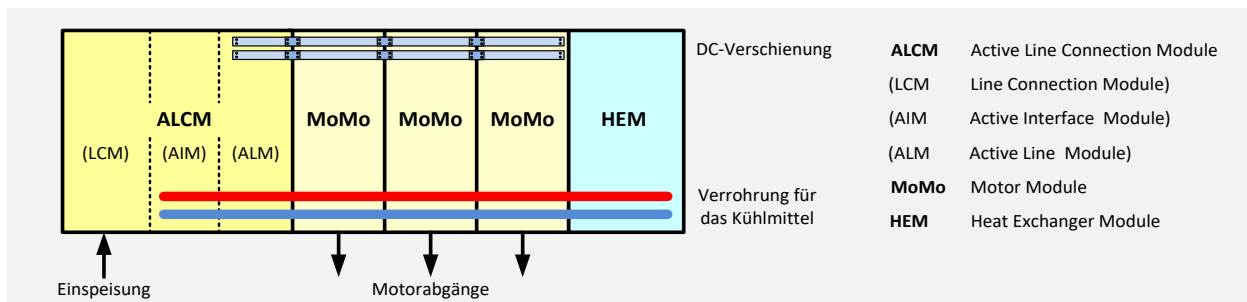 DC-Verschienung
ALCM
MoMo
MoMo
MoMo
HEM
(LCM)
(AIM)
(ALM)
Verrohrung für
das Kühlmittel
Einspeisung
Motorabgänge
ALCM Active Line Connection Module
(LCM Line Connection Module)
(AIM Active Interface Module)
(ALM Active Line Module)
MoMo Motor Module
HEM Heat Exchanger Module